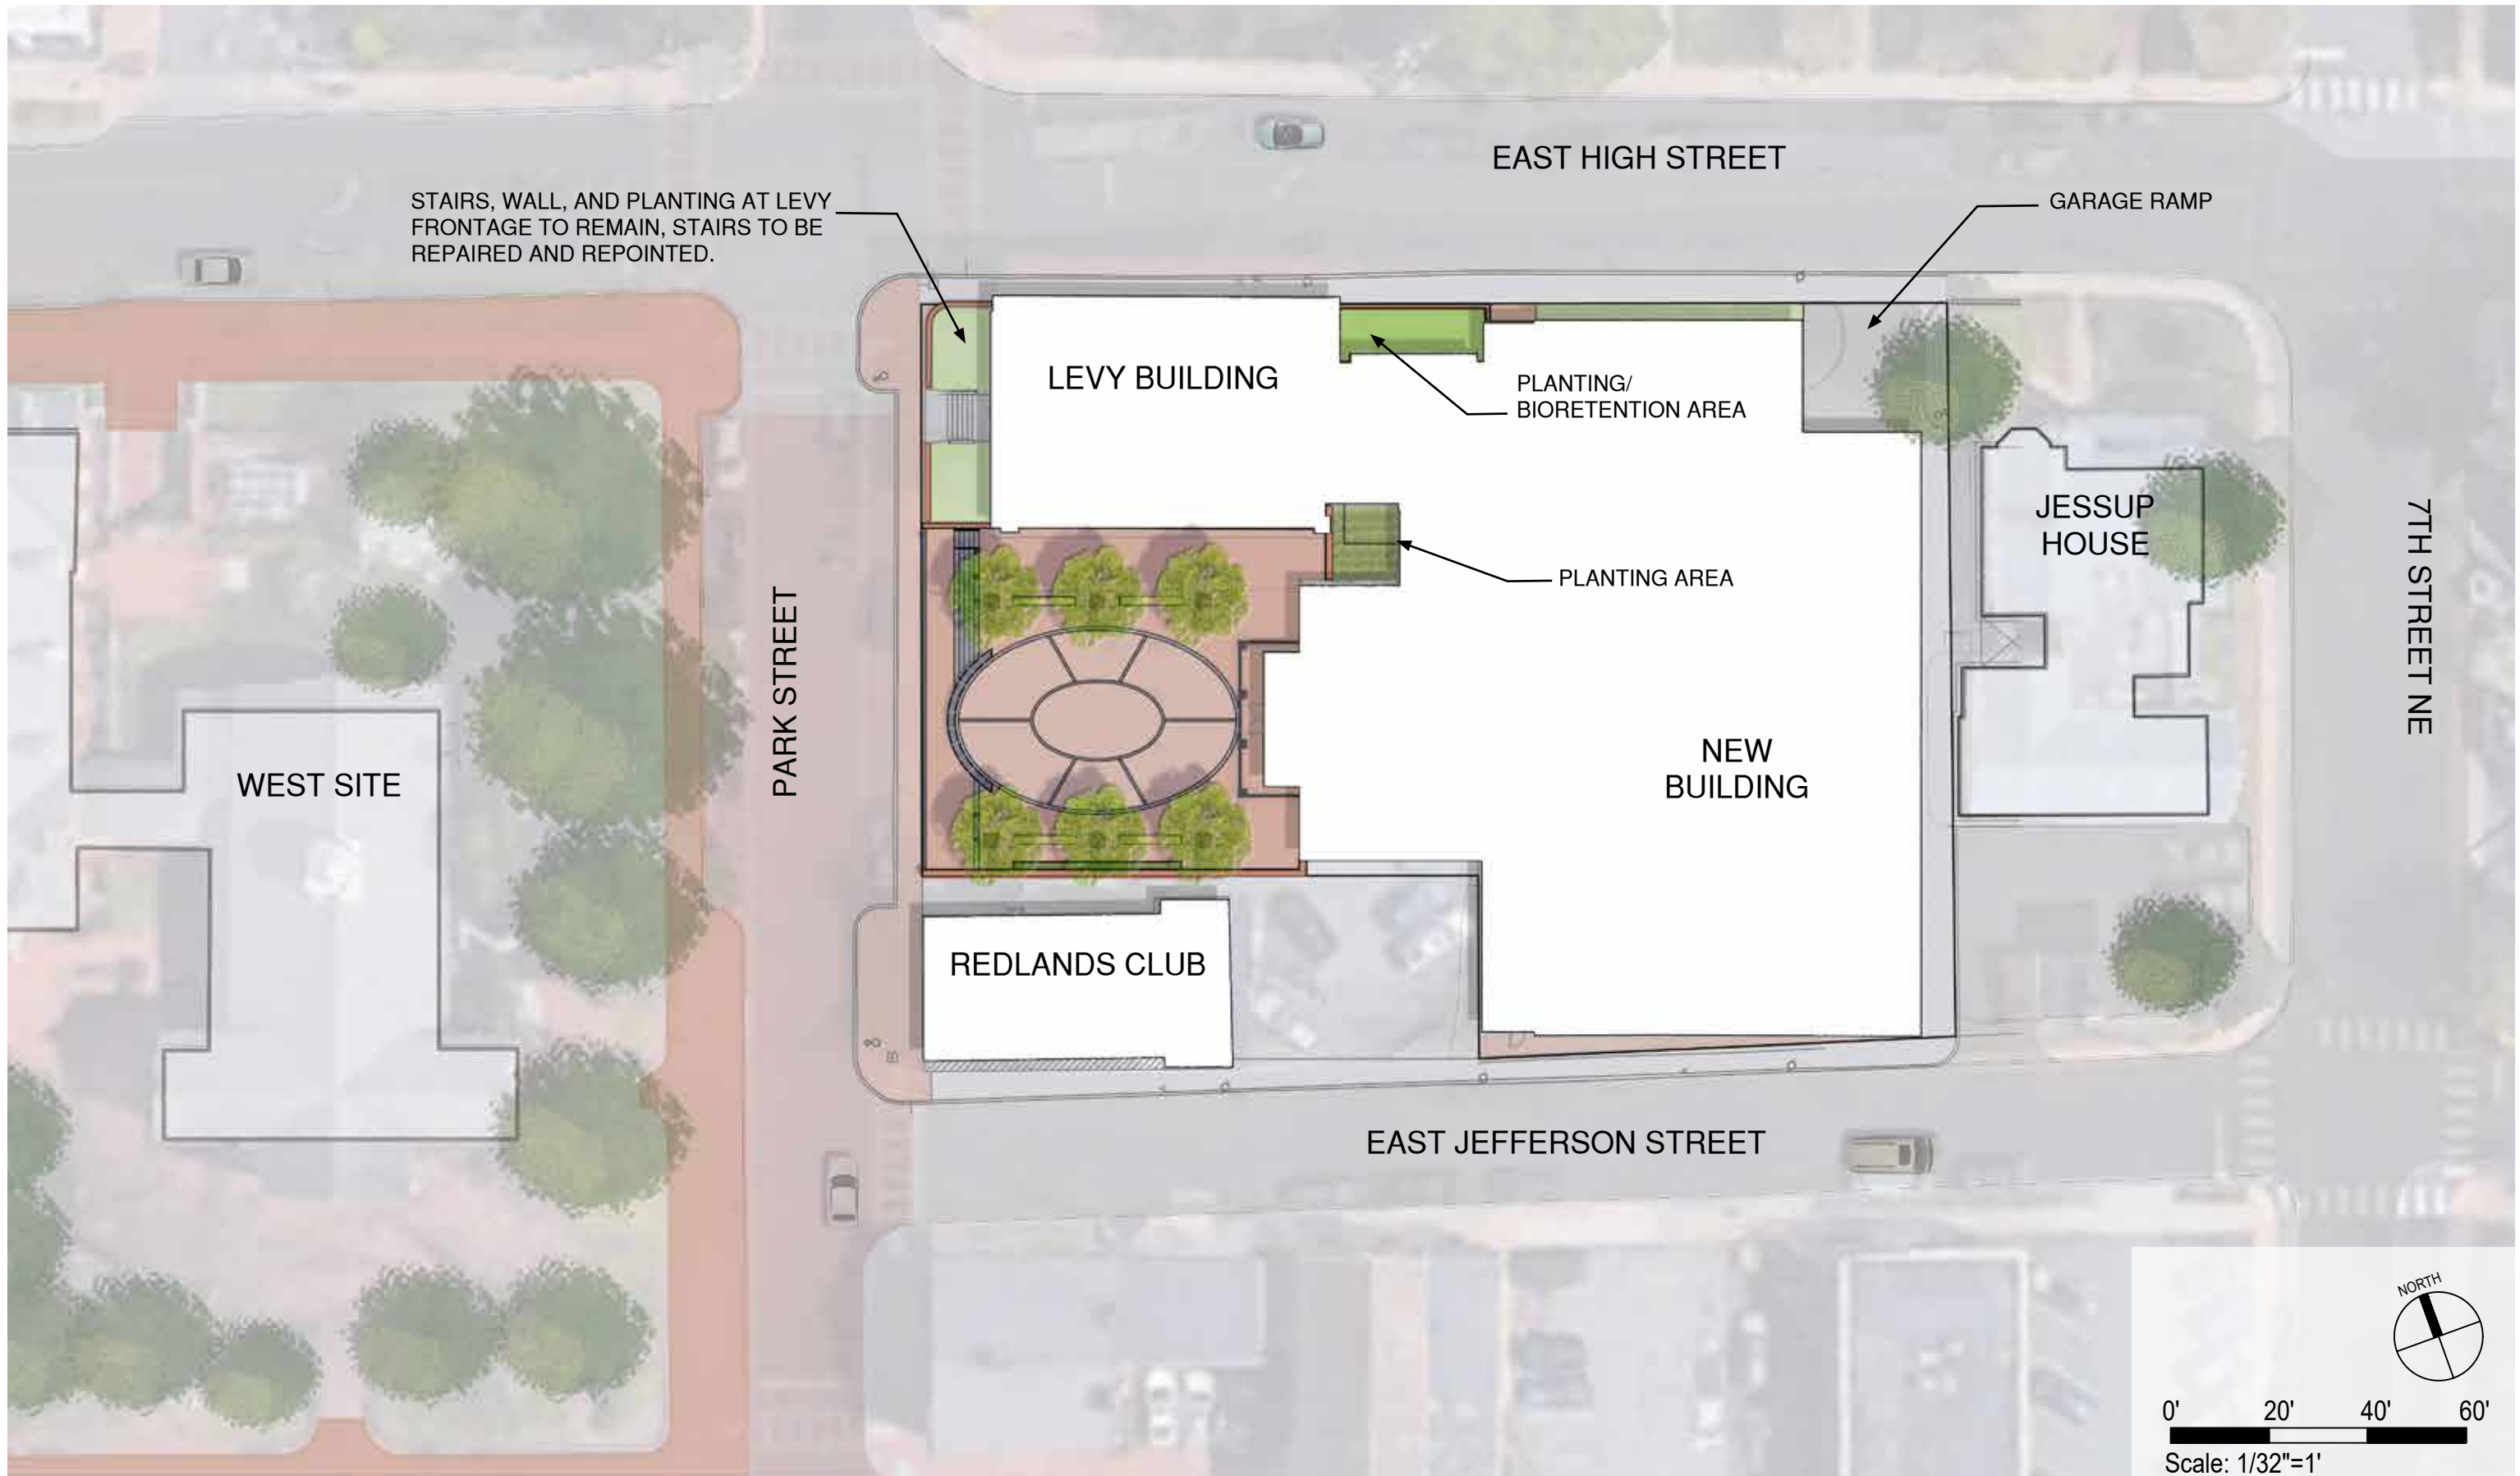 EAST HIGH STREET
STAIRS, WALL, AND PLANTING AT LEVY
FRONTAGE TO REMAIN, STAIRS TO BE
REPAIRED AND REPOINTED.
GARAGE RAMP
LEVY BUILDING
PLANTING/
BIORETENTION AREA
JESSUP
HOUSE
7TH STREET NE
PLANTING AREA
PARK STREET
WEST SITE
NEW
BUILDING
REDLANDS CLUB
EAST JEFFERSON STREET
NORTH
0' 20' 40' 60'
Scale: 1/32"=1'